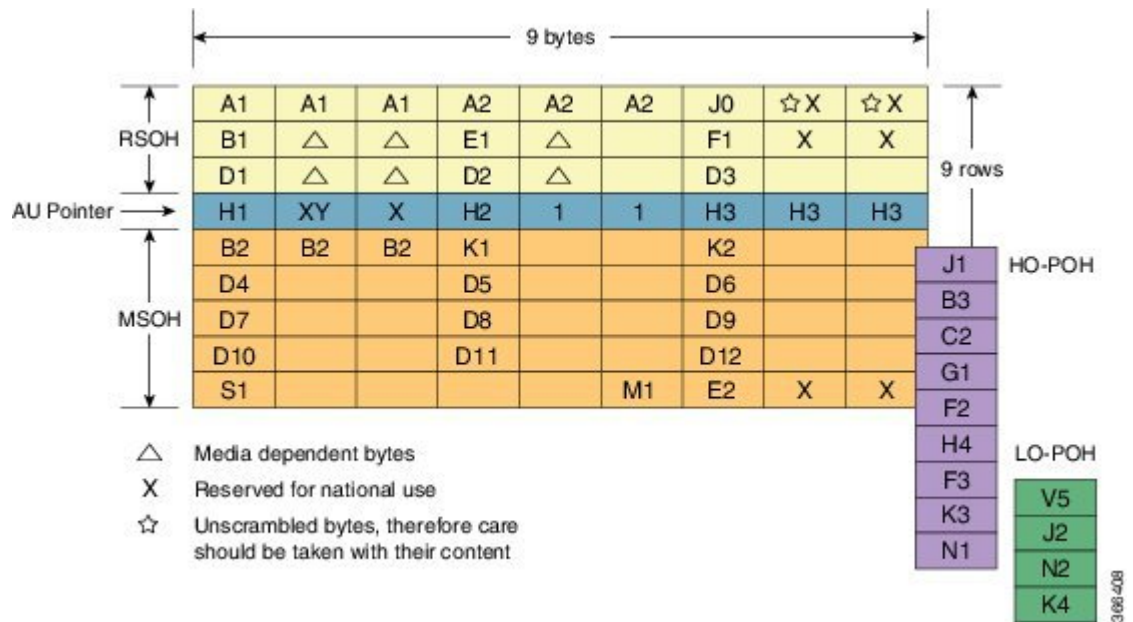 9 bytes
A1 A1 A1 A2 A2 A2 J0 ☆ X ☆ X
RSOH B1 △ △ E1 △ F1 X X
D1 △ △ D2 △ D3 9 rows
AU Pointer H1 XY X H2 1 1 H3 H3 H3
B2 B2 B2 K1 K2
J1 HO-POH
D4 D5 D6
B3
MSOH D7 D8 D9
C2
D10 D11 D12
G1
S1 M1 E2 X X
F2
△ Media dependent bytes
H4 LO-POH
X Reserved for national use
F3
V5
☆ Unscrambled bytes, therefore care
K3
J2
should be taken with their content
N1
N2
K4
366408